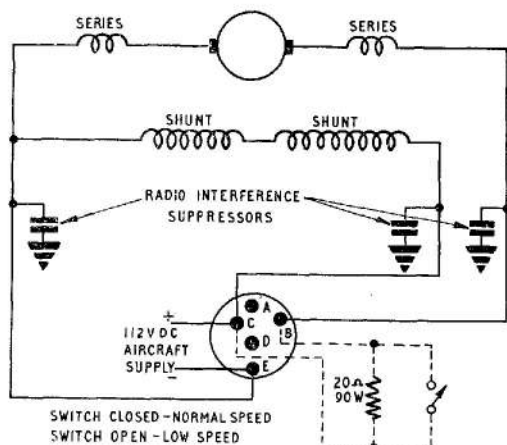 SERIES
SERIES
SHUNT
SHUNT
RADIO INTERFERENCE
SUPPRESSORS
+
A
C
B
112V DC
AIRCRAFT
SUPPLY
D
−
E
20Ω
90W
SWITCH CLOSED–NORMAL SPEED
SWITCH OPEN–LOW SPEED